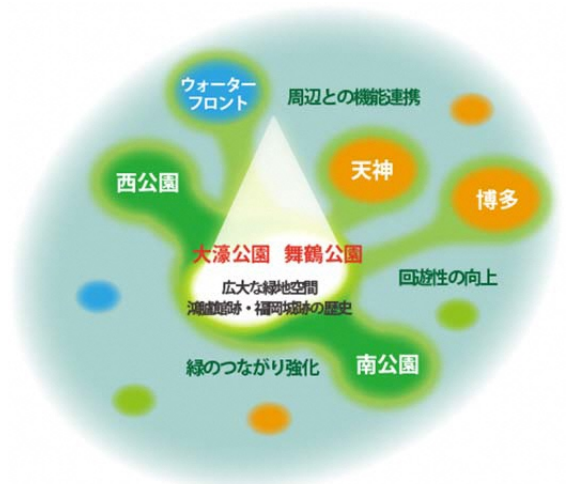 ウォーター
フロント
周辺との機能連携
天神
西公園
博多
大濠公園 舞鶴公園
回遊性の向上
広大な緑地空間
鴻臚館跡・福岡城跡の歴史
緑のつながり強化
南公園